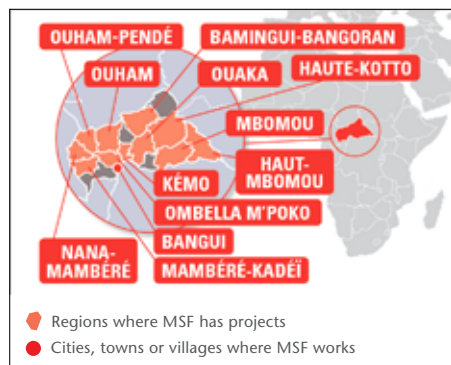 OUHAM-PENDÉ
BAMINGUI-BANGORAN
OUHAM
OUAKA
HAUTE-KOTTO
MBOMOU
HAUT-
MBOMOU
KÉMO
OMBELLA M'POKO
BANGUI
NANA-
MAMBÉRÉ
MAMBÉRÉ-KADÉÏ
Regions where MSF has projects
Cities, towns or villages where MSF works